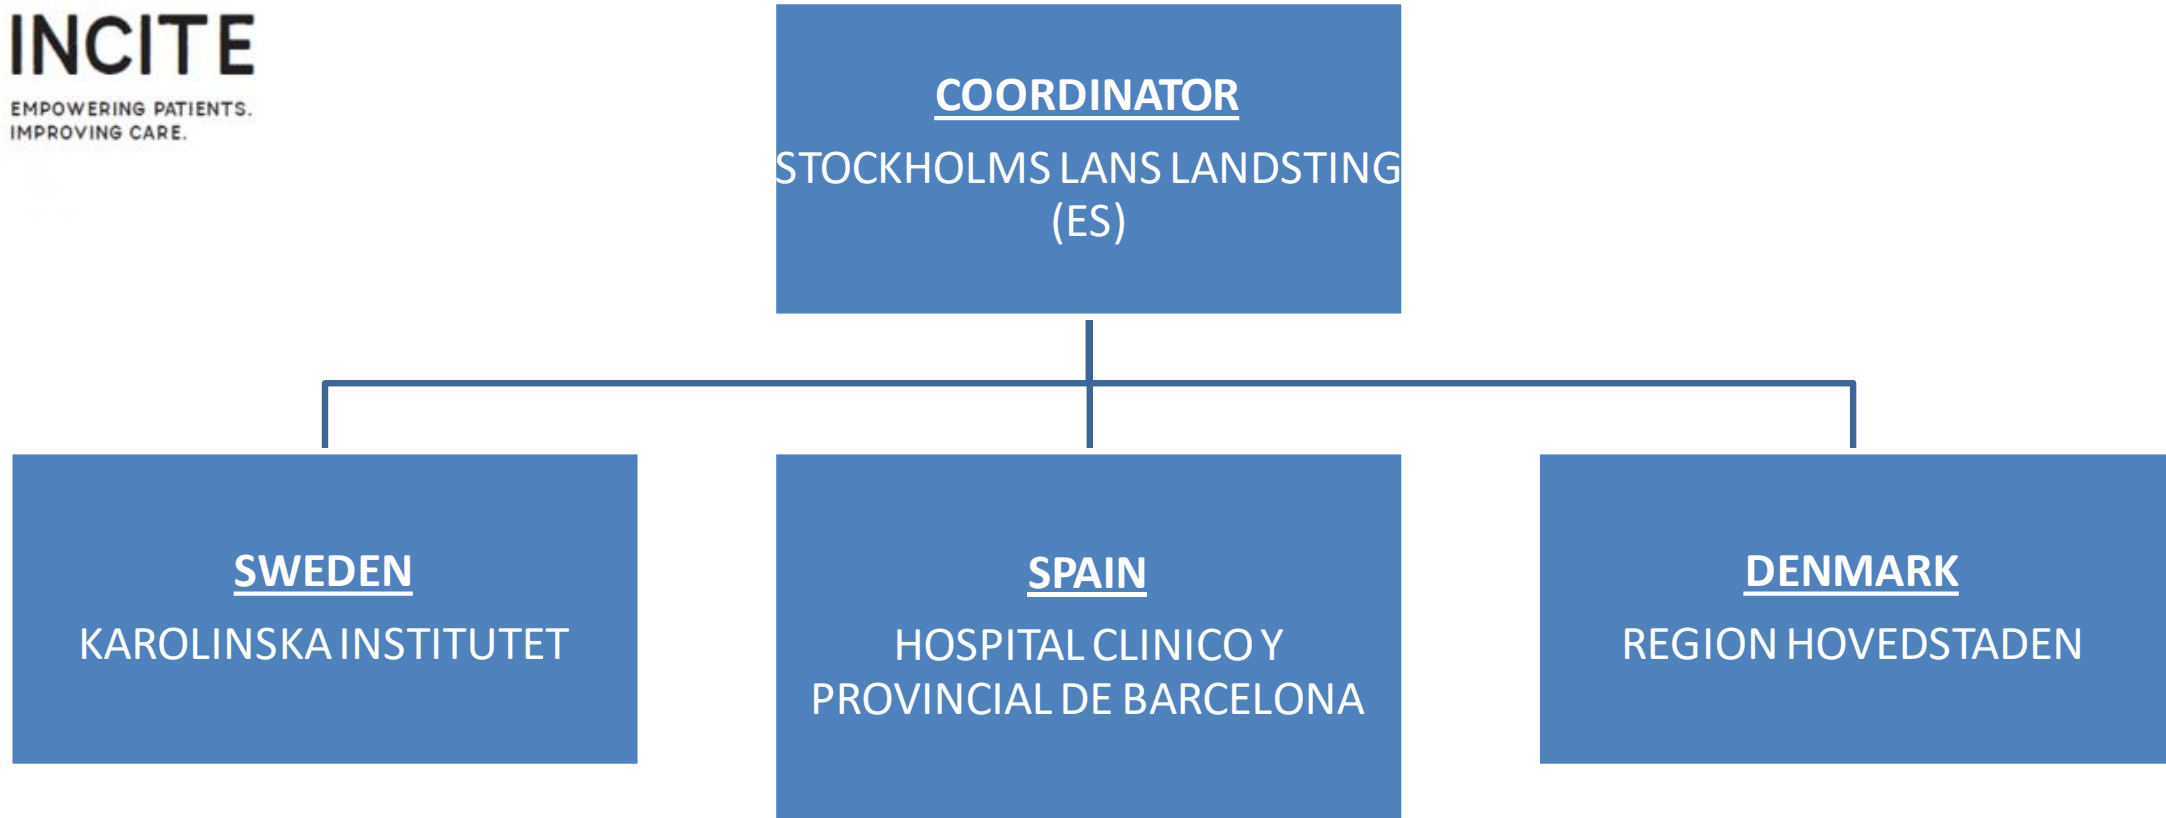 INCITE
EMPOWERING PATIENTS.
IMPROVING CARE.
COORDINATOR
STOCKHOLMS LANS LANDSTING
(ES)
SWEDEN
KAROLINSKA INSTITUTET
SPAIN
HOSPITAL CLINICO Y
PROVINCIAL DE BARCELONA
DENMARK
REGION HOVEDSTADEN